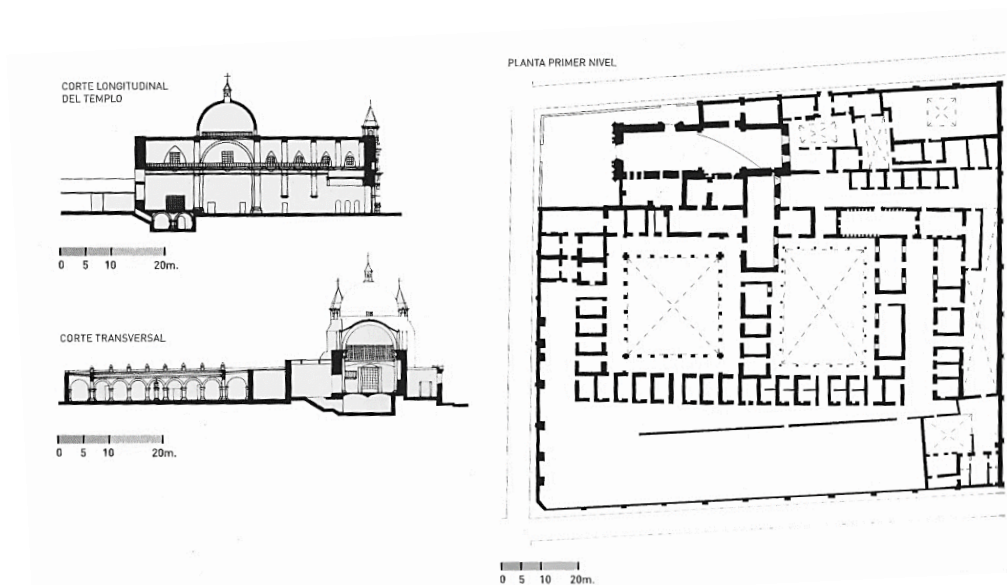 CORTE LONGITUDINAL
DEL TEMPLO
0 5 10 20m.
CORTE TRANSVERSAL
0 5 10 20m.
PLANTA PRIMER NIVEL
0 5 10 20m.